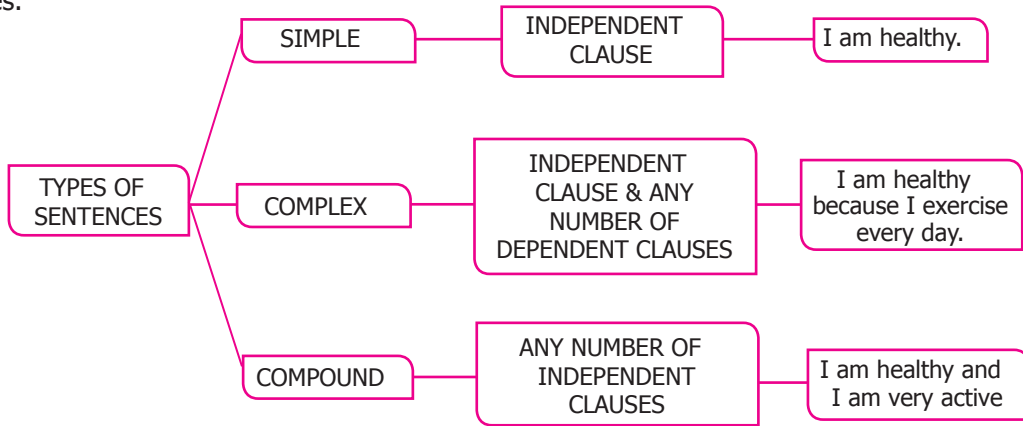 es.
SIMPLE
INDEPENDENT
CLAUSE
I am healthy.
TYPES OF
SENTENCES
COMPLEX
INDEPENDENT
CLAUSE & ANY
NUMBER OF
DEPENDENT CLAUSES
I am healthy
because I exercise
every day.
COMPOUND
ANY NUMBER OF
INDEPENDENT
CLAUSES
I am healthy and
I am very active